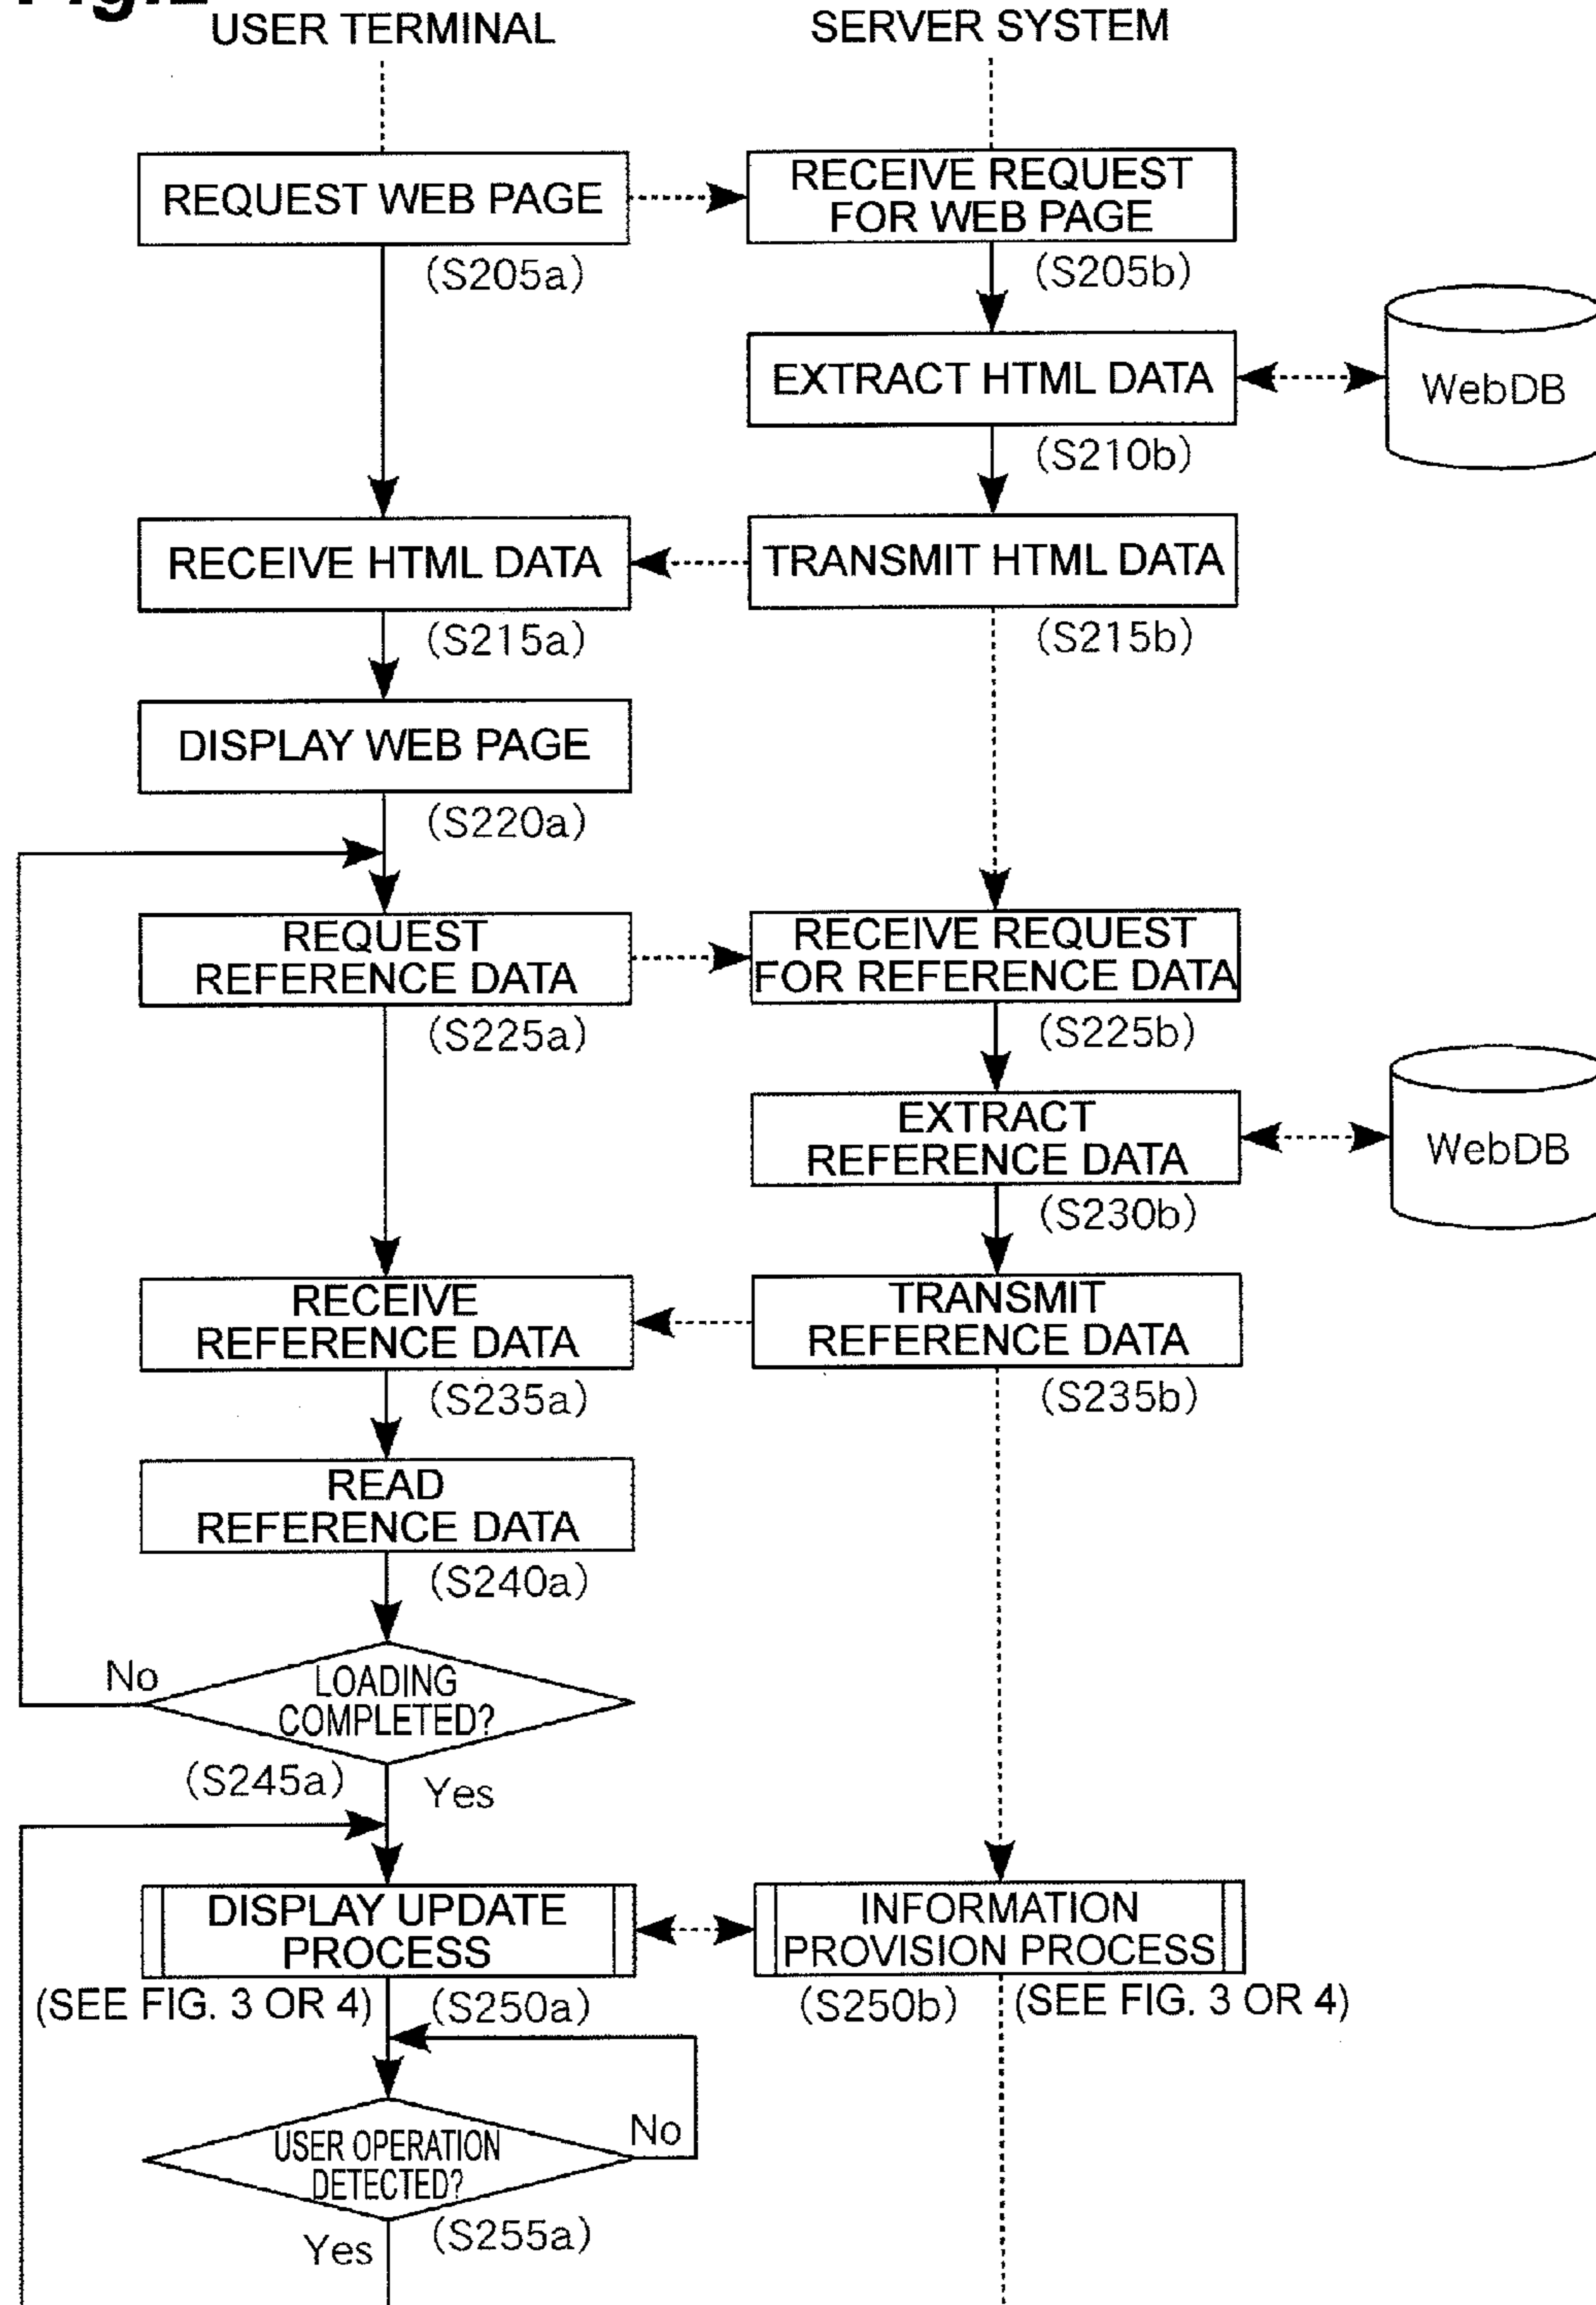 USER TERMINAL
SERVER SYSTEM
REQUEST WEB PAGE
RECEIVE REQUEST
FOR WEB PAGE
(S205a)
(S205b)
EXTRACT HTML DATA
WebDB
(S210b)
RECEIVE HTML DATA
TRANSMIT HTML DATA
(S215a)
(S215b)
DISPLAY WEB PAGE
(S220a)
REQUEST
REFERENCE DATA
RECEIVE REQUEST
FOR REFERENCE DATA
(S225a)
(S225b)
EXTRACT
REFERENCE DATA
WebDB
(S230b)
RECEIVE
REFERENCE DATA
TRANSMIT
REFERENCE DATA
(S235a)
(S235b)
READ
REFERENCE DATA
(S240a)
No
LOADING
COMPLETED?
(S245a)
Yes
DISPLAY UPDATE
PROCESS
INFORMATION
PROVISION PROCESS
(SEE FIG. 3 OR 4)
(S250a)
(S250b)
(SEE FIG. 3 OR 4)
No
USER OPERATION
DETECTED?
(S255a)
Yes